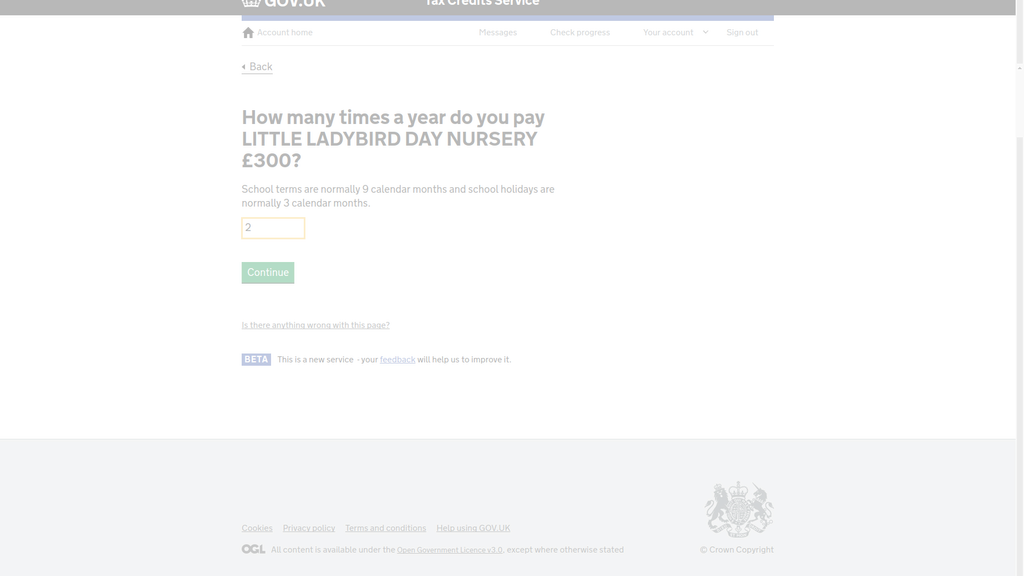 GOV.UK
Tax Credits Service
Account home
Messages
Check progress
Your account
Sign out
Back
How many times a year do you pay
LITTLE LADYBIRD DAY NURSERY
£300?
School terms are normally 9 calendar months and school holidays are
normally 3 calendar months.
2
Continue
Is there anything wrong with this page?
BETA This is a new service - your feedback will help us to improve it.
Cookies Privacy policy Terms and conditions Help using GOV.UK
OGL All content is available under the Open Government Licence v3.0, except where otherwise stated
© Crown Copyright